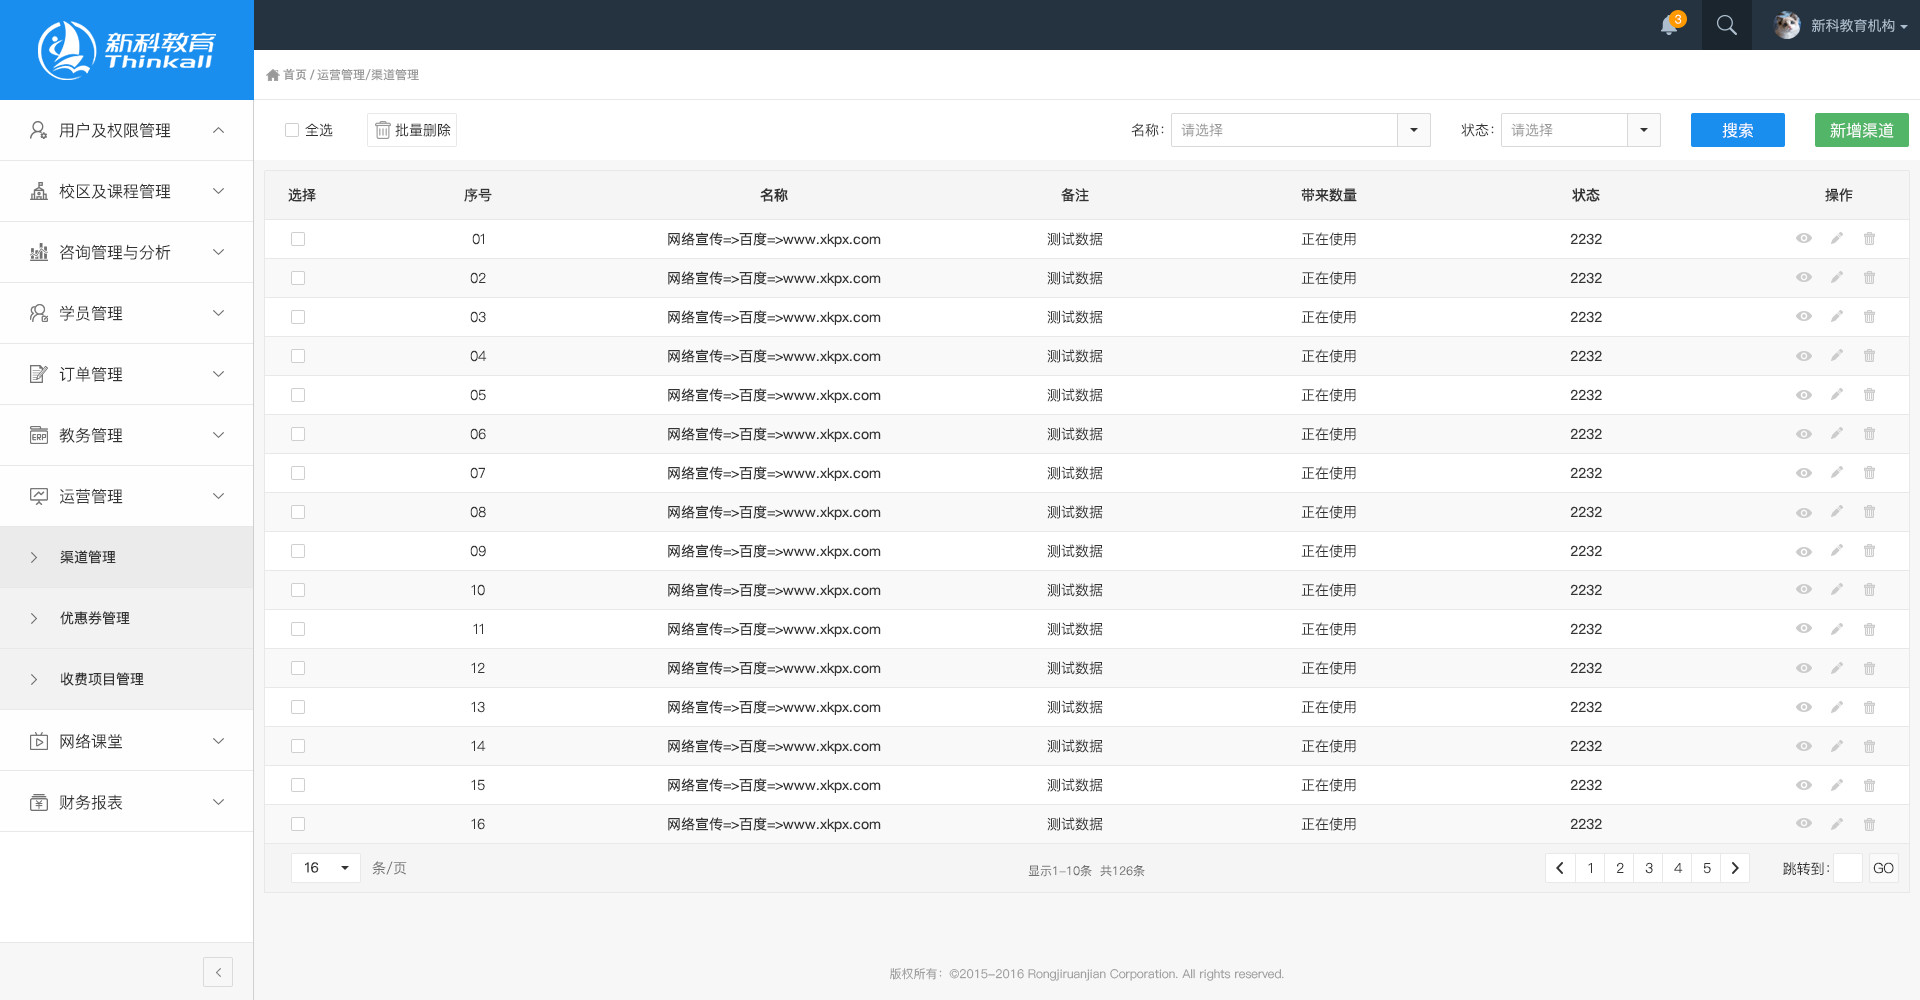 新科教育
Thinkall
3
新科教育机构
首页 / 运营管理/渠道管理
用户及权限管理
校区及课程管理
咨询管理与分析
学员管理
订单管理
教务管理
ERP
运营管理
渠道管理
优惠券管理
收费项目管理
网络课堂
财务报表
全选 批量删除 名称： 请选择 状态： 请选择 搜索 新增渠道
选择 序号 名称 备注 带来数量 状态 操作
01 网络宣传=>百度=>www.xkpx.com 测试数据 正在使用 2232
02 网络宣传=>百度=>www.xkpx.com 测试数据 正在使用 2232
03 网络宣传=>百度=>www.xkpx.com 测试数据 正在使用 2232
04 网络宣传=>百度=>www.xkpx.com 测试数据 正在使用 2232
05 网络宣传=>百度=>www.xkpx.com 测试数据 正在使用 2232
06 网络宣传=>百度=>www.xkpx.com 测试数据 正在使用 2232
07 网络宣传=>百度=>www.xkpx.com 测试数据 正在使用 2232
08 网络宣传=>百度=>www.xkpx.com 测试数据 正在使用 2232
09 网络宣传=>百度=>www.xkpx.com 测试数据 正在使用 2232
10 网络宣传=>百度=>www.xkpx.com 测试数据 正在使用 2232
11 网络宣传=>百度=>www.xkpx.com 测试数据 正在使用 2232
12 网络宣传=>百度=>www.xkpx.com 测试数据 正在使用 2232
13 网络宣传=>百度=>www.xkpx.com 测试数据 正在使用 2232
14 网络宣传=>百度=>www.xkpx.com 测试数据 正在使用 2232
15 网络宣传=>百度=>www.xkpx.com 测试数据 正在使用 2232
16 网络宣传=>百度=>www.xkpx.com 测试数据 正在使用 2232
16 条/页 显示1-10条 共126条 1 2 3 4 5 跳转到： GO
版权所有：©2015-2016 Rongjiruanjian Corporation. All rights reserved.